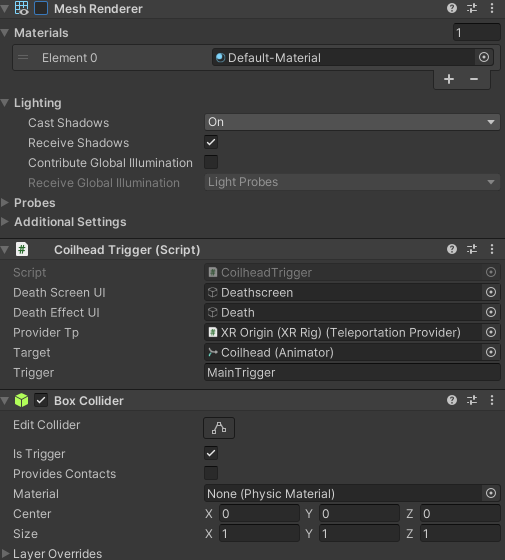 Mesh Renderer
Materials 1
Element 0 Default-Material
+ −
Lighting
Cast Shadows On
Receive Shadows
Contribute Global Illumination
Receive Global Illumination Light Probes
Probes
Additional Settings
# Coilhead Trigger (Script)
Script # CoilheadTrigger
Death Screen UI Deathscreen
Death Effect UI Death
Provider Tp # XR Origin (XR Rig) (Teleportation Provider)
Target Coilhead (Animator)
Trigger MainTrigger
Box Collider
Edit Collider
Is Trigger
Provides Contacts
Material None (Physic Material)
Center X 0 Y 0 Z 0
Size X 1 Y 1 Z 1
Layer Overrides